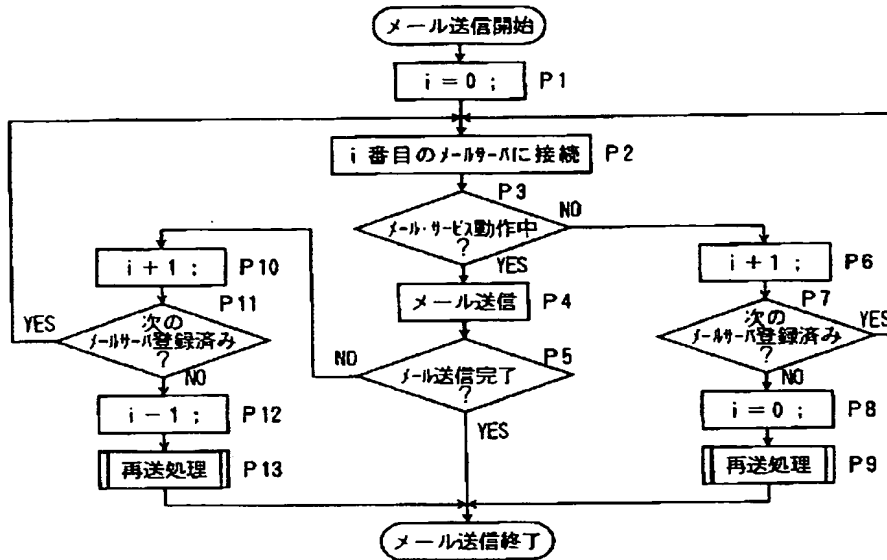 メール送信開始
i = 0 ;
P1
i 番目のメールサーバに接続
P2
P3
メール・サービス動作中
?
NO
YES
i + 1 ;
P10
P11
次の
メールサーバ登録済み
?
YES
NO
メール送信
P4
i + 1 ;
P6
P7
次の
メールサーバ登録済み
?
YES
NO
P5
メール送信完了
?
NO
YES
i - 1 ;
P12
i = 0 ;
P8
再送処理
P13
再送処理
P9
メール送信終了